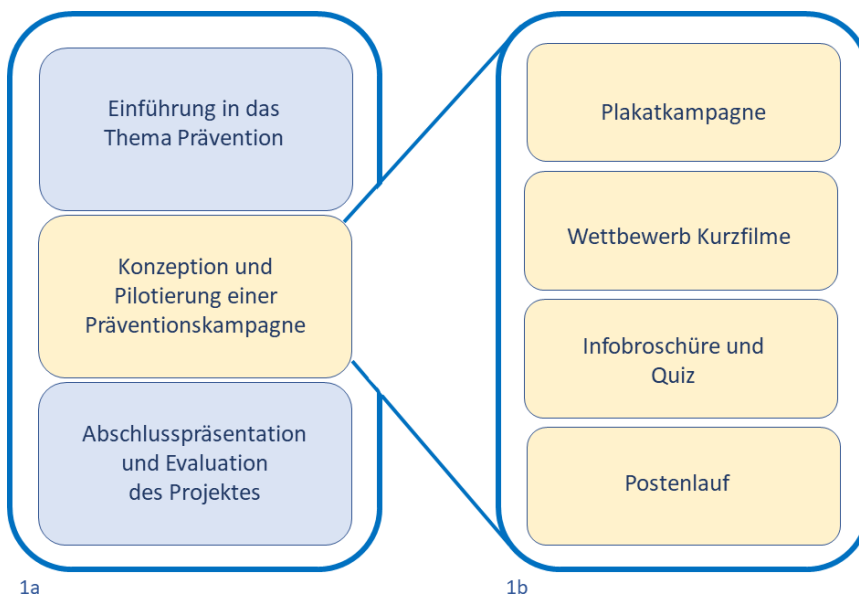 Einführung in das
Thema Prävention
Konzeption und
Pilotierung einer
Präventionskampagne
Abschlusspräsentation
und Evaluation
des Projektes
1a
Plakatkampagne
Wettbewerb Kurzfilme
Infobroschüre und
Quiz
Postenlauf
1b